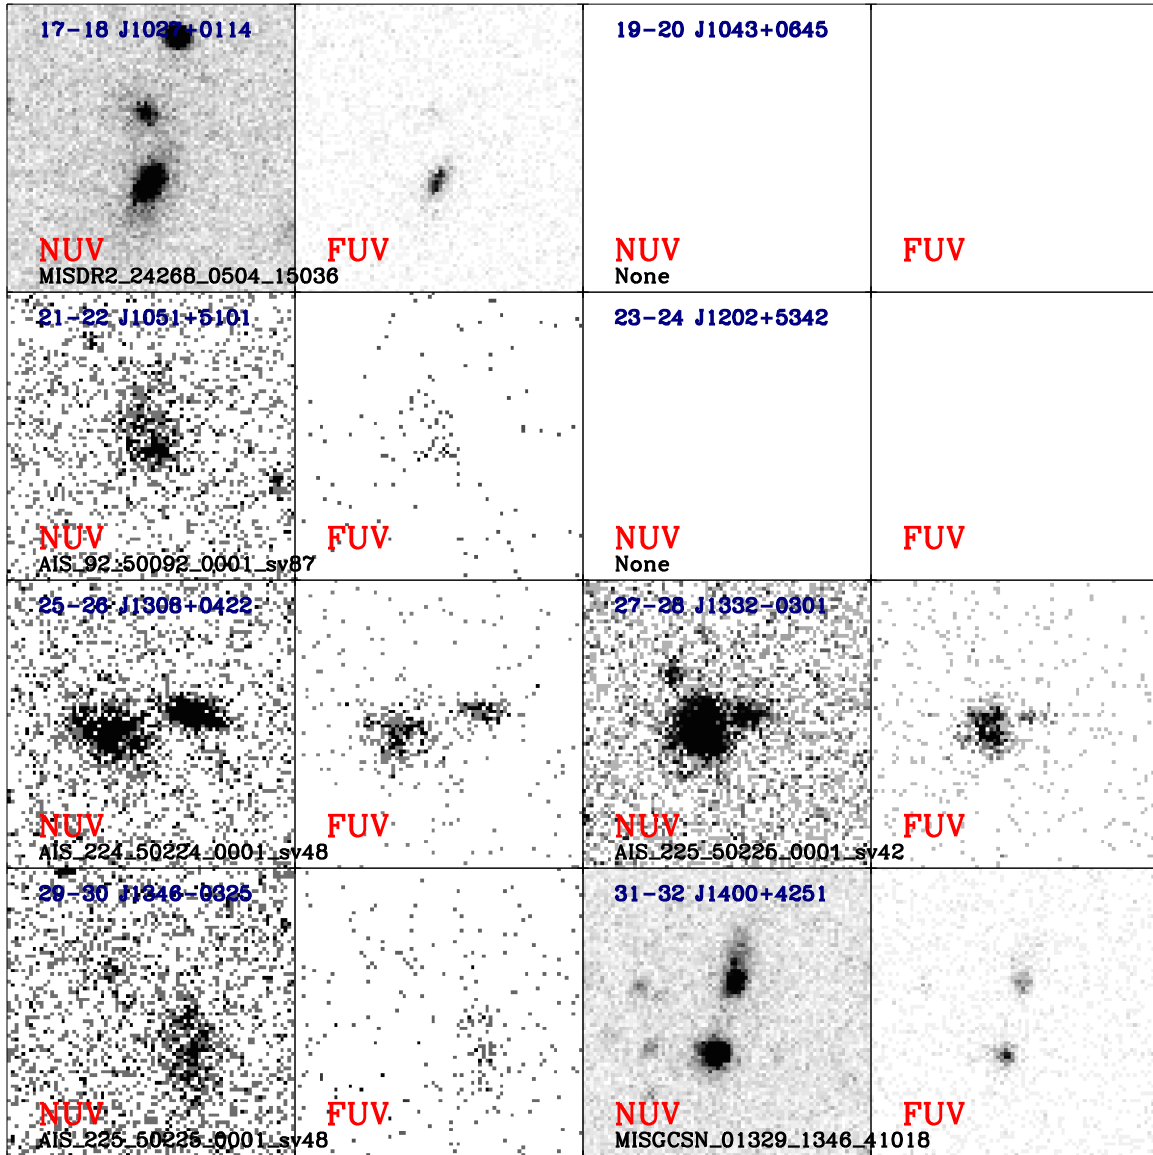 17-18 J1027+0114
19-20 J1043+0645
NUV
FUV
NUV
FUV
MISDR2_24268_0504_15036
None
21-22 J1051+5101
23-24 J1202+5342
NUV
FUV
NUV
FUV
AIS_92_50092_0001_sv87
None
25-26 J1308+0422
27-28 J1332-0301
NUV
FUV
NUV
FUV
AIS_224_50224_0001_sv48
AIS_225_50225_0001_sv42
29-30 J1346-0325
31-32 J1400+4251
NUV
FUV
NUV
FUV
AIS_225_50225_0001_sv48
MISGCSN_01329_1346_41018